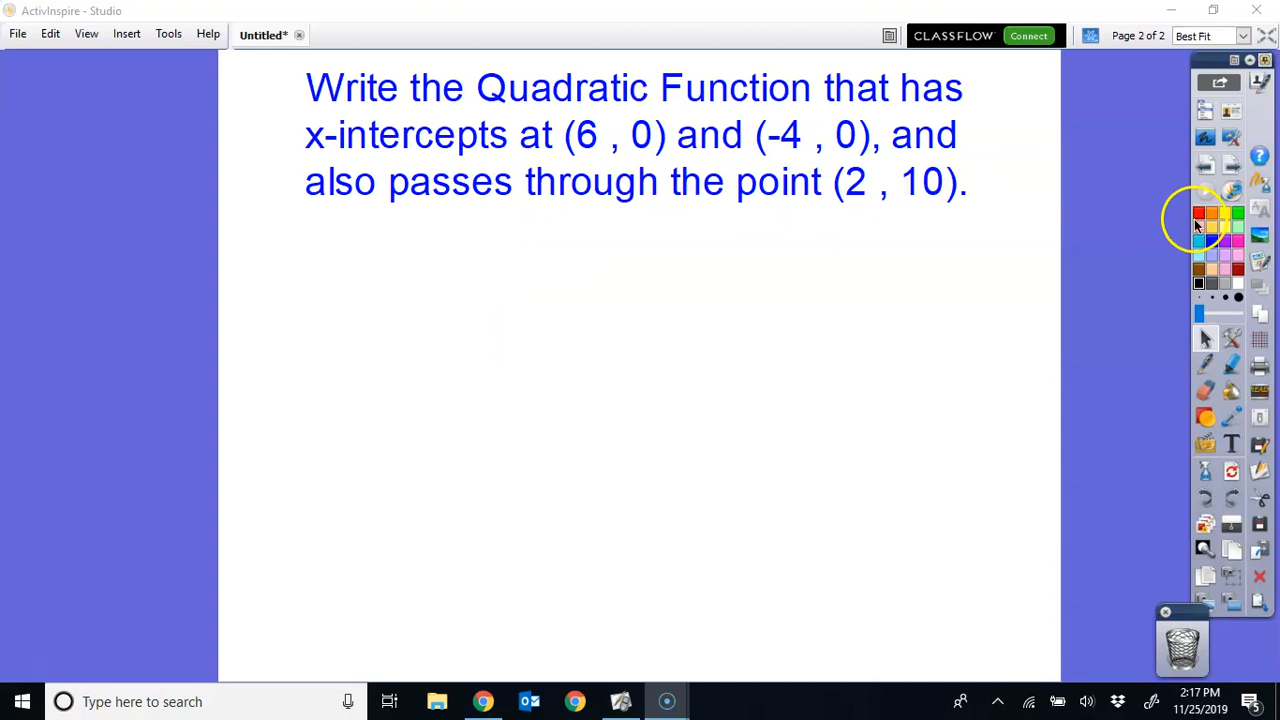 ActivInspire - Studio
File Edit View Insert Tools Help Untitled* CLASSFLOW Connect Page 2 of 2 Best Fit
Write the Quadratic Function that has
x-intercepts at (6 , 0) and (-4 , 0), and
also passes through the point (2 , 10).
Type here to search
2:17 PM
11/25/2019
5